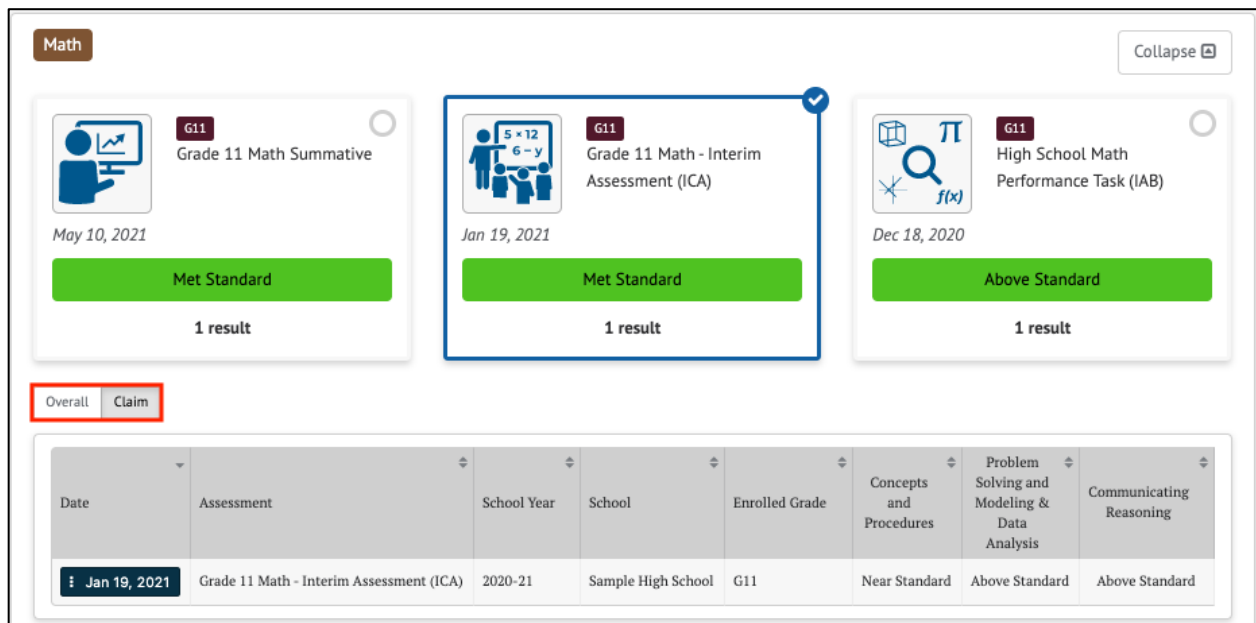 Math
Collapse
G11
Grade 11 Math Summative
May 10, 2021
Met Standard
1 result
5 × 12
6 - y
G11
Grade 11 Math - Interim
Assessment (ICA)
Jan 19, 2021
Met Standard
1 result
π
f(x)
G11
High School Math
Performance Task (IAB)
Dec 18, 2020
Above Standard
1 result
Overall Claim
Date
Assessment
School Year
School
Enrolled Grade
Concepts
and
Procedures
Problem
Solving and
Modeling &
Data
Analysis
Communicating
Reasoning
Jan 19, 2021 Grade 11 Math - Interim Assessment (ICA) 2020-21 Sample High School G11 Near Standard Above Standard Above Standard